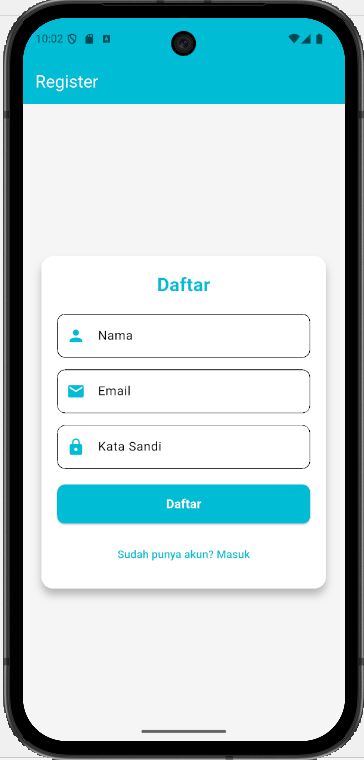 10:02
Register
Daftar
Nama
Email
Kata Sandi
Daftar
Sudah punya akun? Masuk